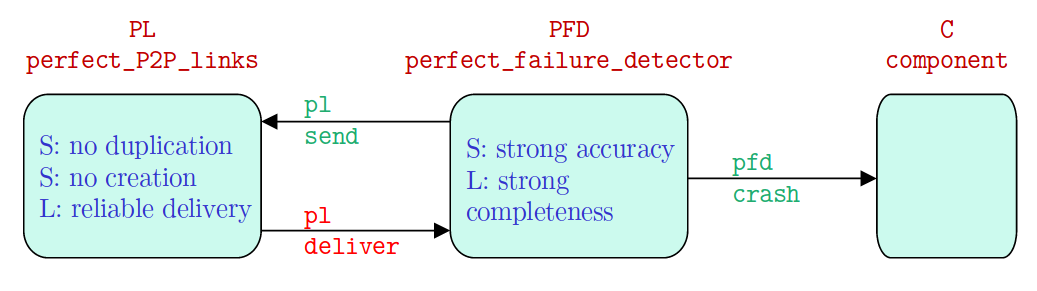 PL
perfect_P2P_links
PFD
perfect_failure_detector
C
component
S: no duplication
S: no creation
L: reliable delivery
pl
send
pl
deliver
S: strong accuracy
L: strong
completeness
pfd
crash